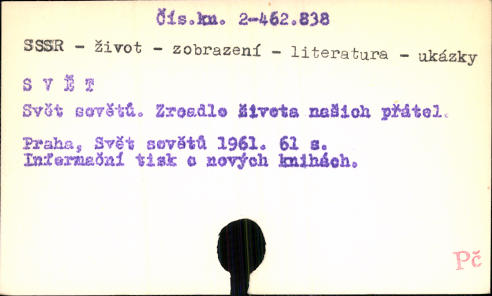 Čís.kn. 2-462.838
SSSR - život - zobrazení - literatura - ukázky
S V Ě T
Svět sovětů. Zrcadlo života našich přátel.
Praha, Svět sovětů 1961. 61 s.
Informační tisk o nových knihách.
Pč